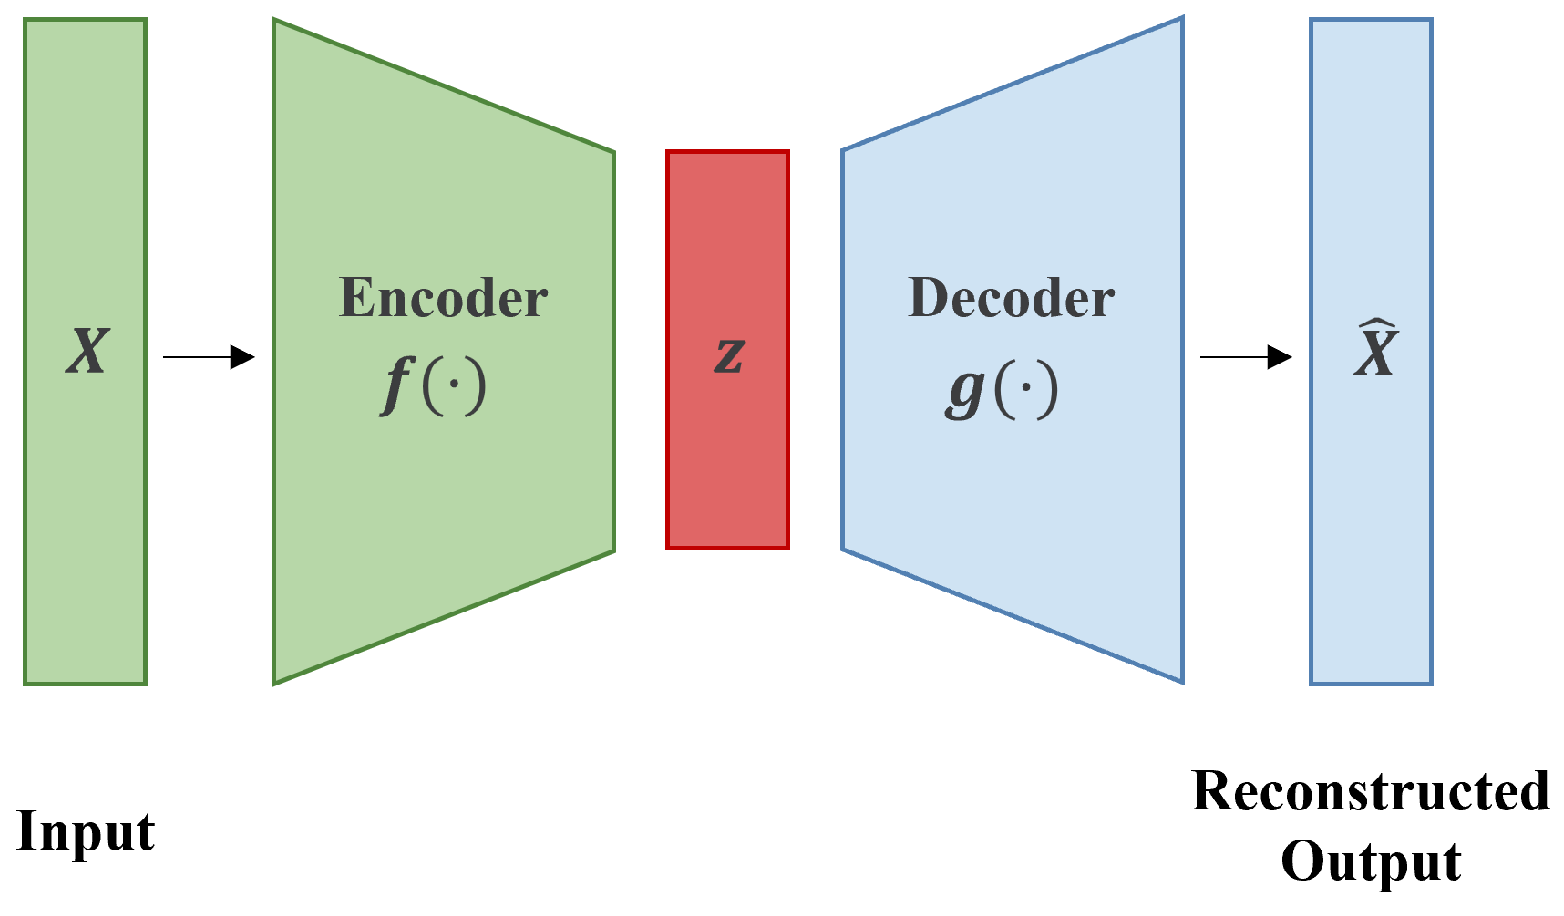 X
Encoder
f(·)
z
Decoder
g(·)
X̂
Input
Reconstructed
Output